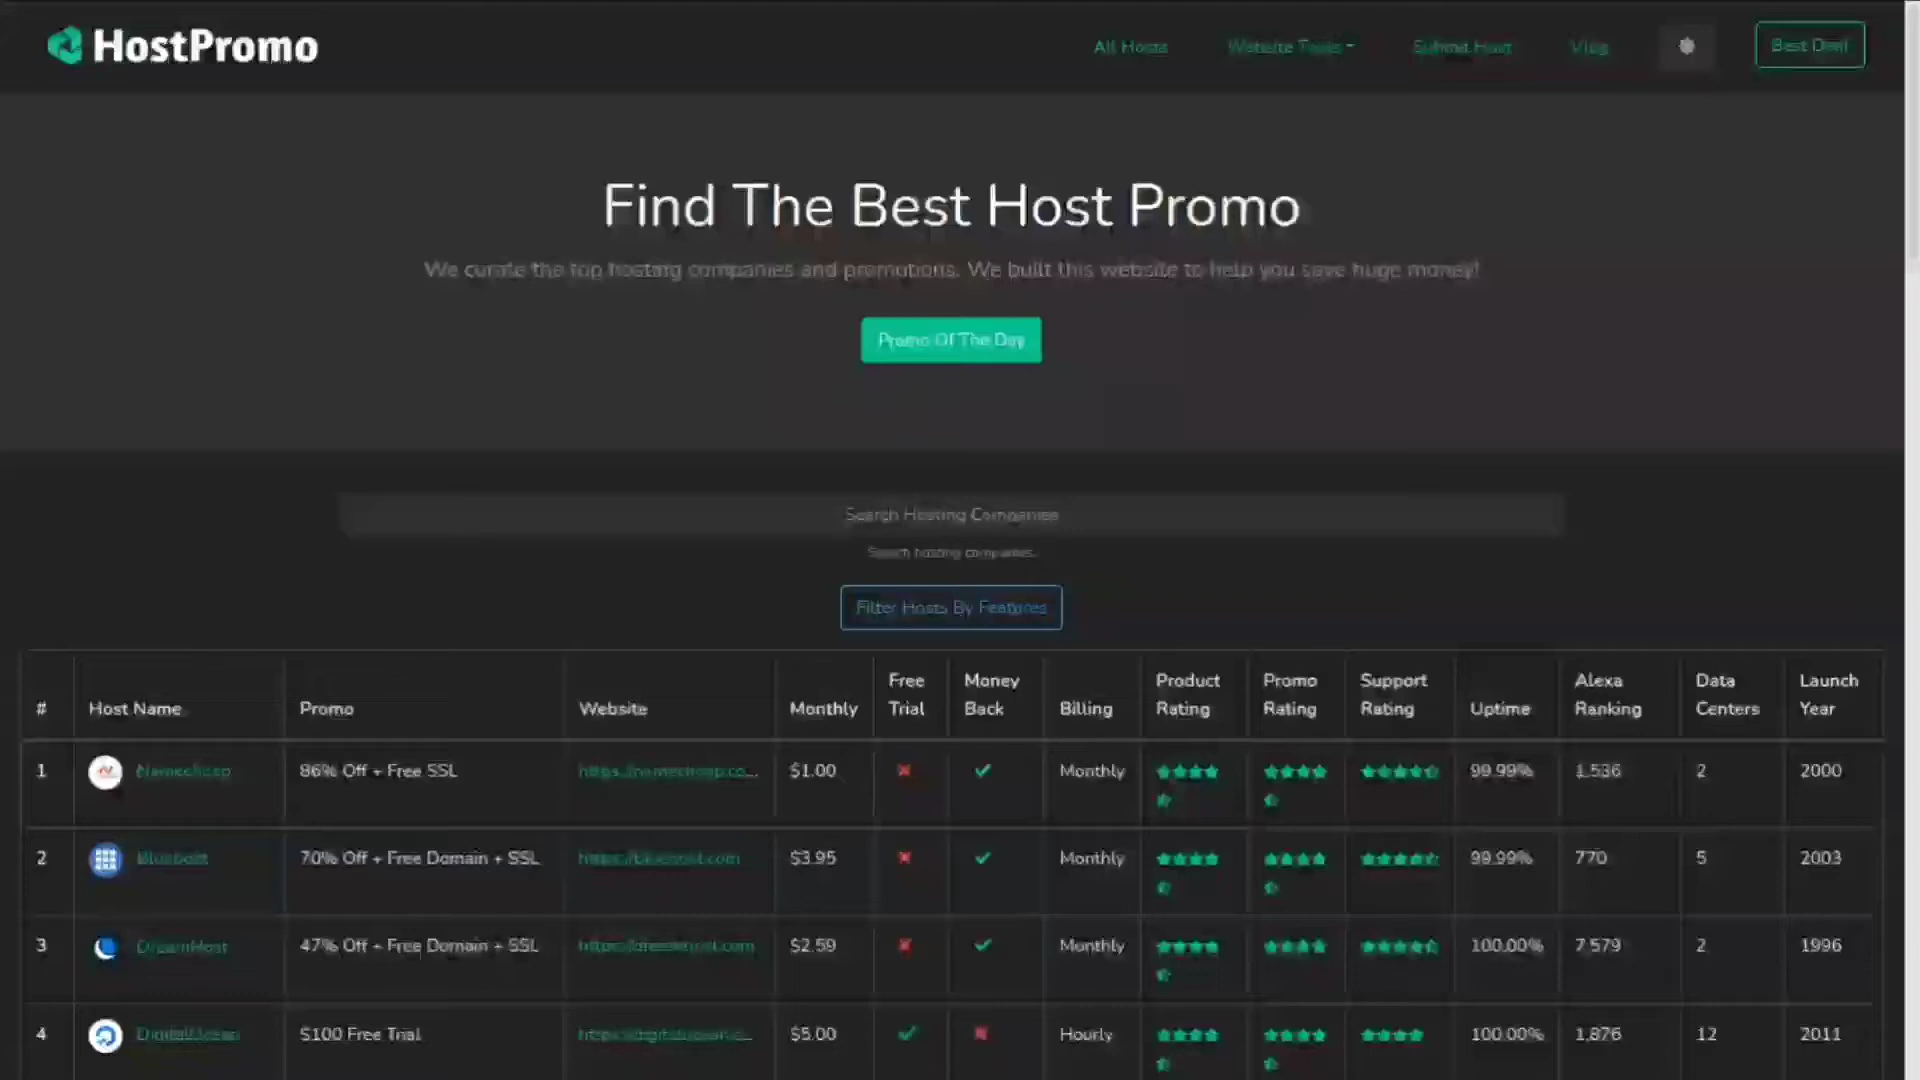 HostPromo
All Hosts
Website Tools
Submit Host
Vlog
Best Deal
Find The Best Host Promo
We curate the top hosting companies and promotions. We built this website to help you save huge money!
Promo Of The Day
Search Hosting Companies
Search hosting companies.
Filter Hosts By Features
# Host Name Promo Website Monthly Free Trial Money Back Billing Product Rating Promo Rating Support Rating Uptime Alexa Ranking Data Centers Launch Year
1 Namecheap 86% Off + Free SSL https://namecheap.co... $1.00 Monthly 99.99% 1,536 2 2000
2 Bluehost 70% Off + Free Domain + SSL https://bluehost.com $3.95 Monthly 99.99% 770 5 2003
3 DreamHost 47% Off + Free Domain + SSL https://dreamhost.com $2.59 Monthly 100.00% 7,579 2 1996
4 DigitalOcean $100 Free Trial https://digitalocean.c... $5.00 Hourly 100.00% 1,876 12 2011